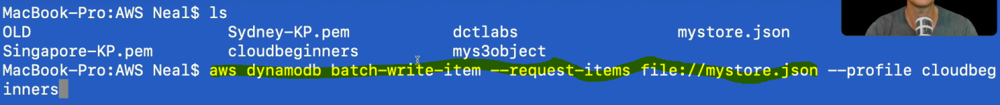 MacBook-Pro:AWS Neal$ ls
OLD Sydney-KP.pem dctlabs mystore.json
Singapore-KP.pem cloudbeginners mys3object
MacBook-Pro:AWS Neal$ aws dynamodb batch-write-item --request-items file://mystore.json --profile cloudbeg
inners